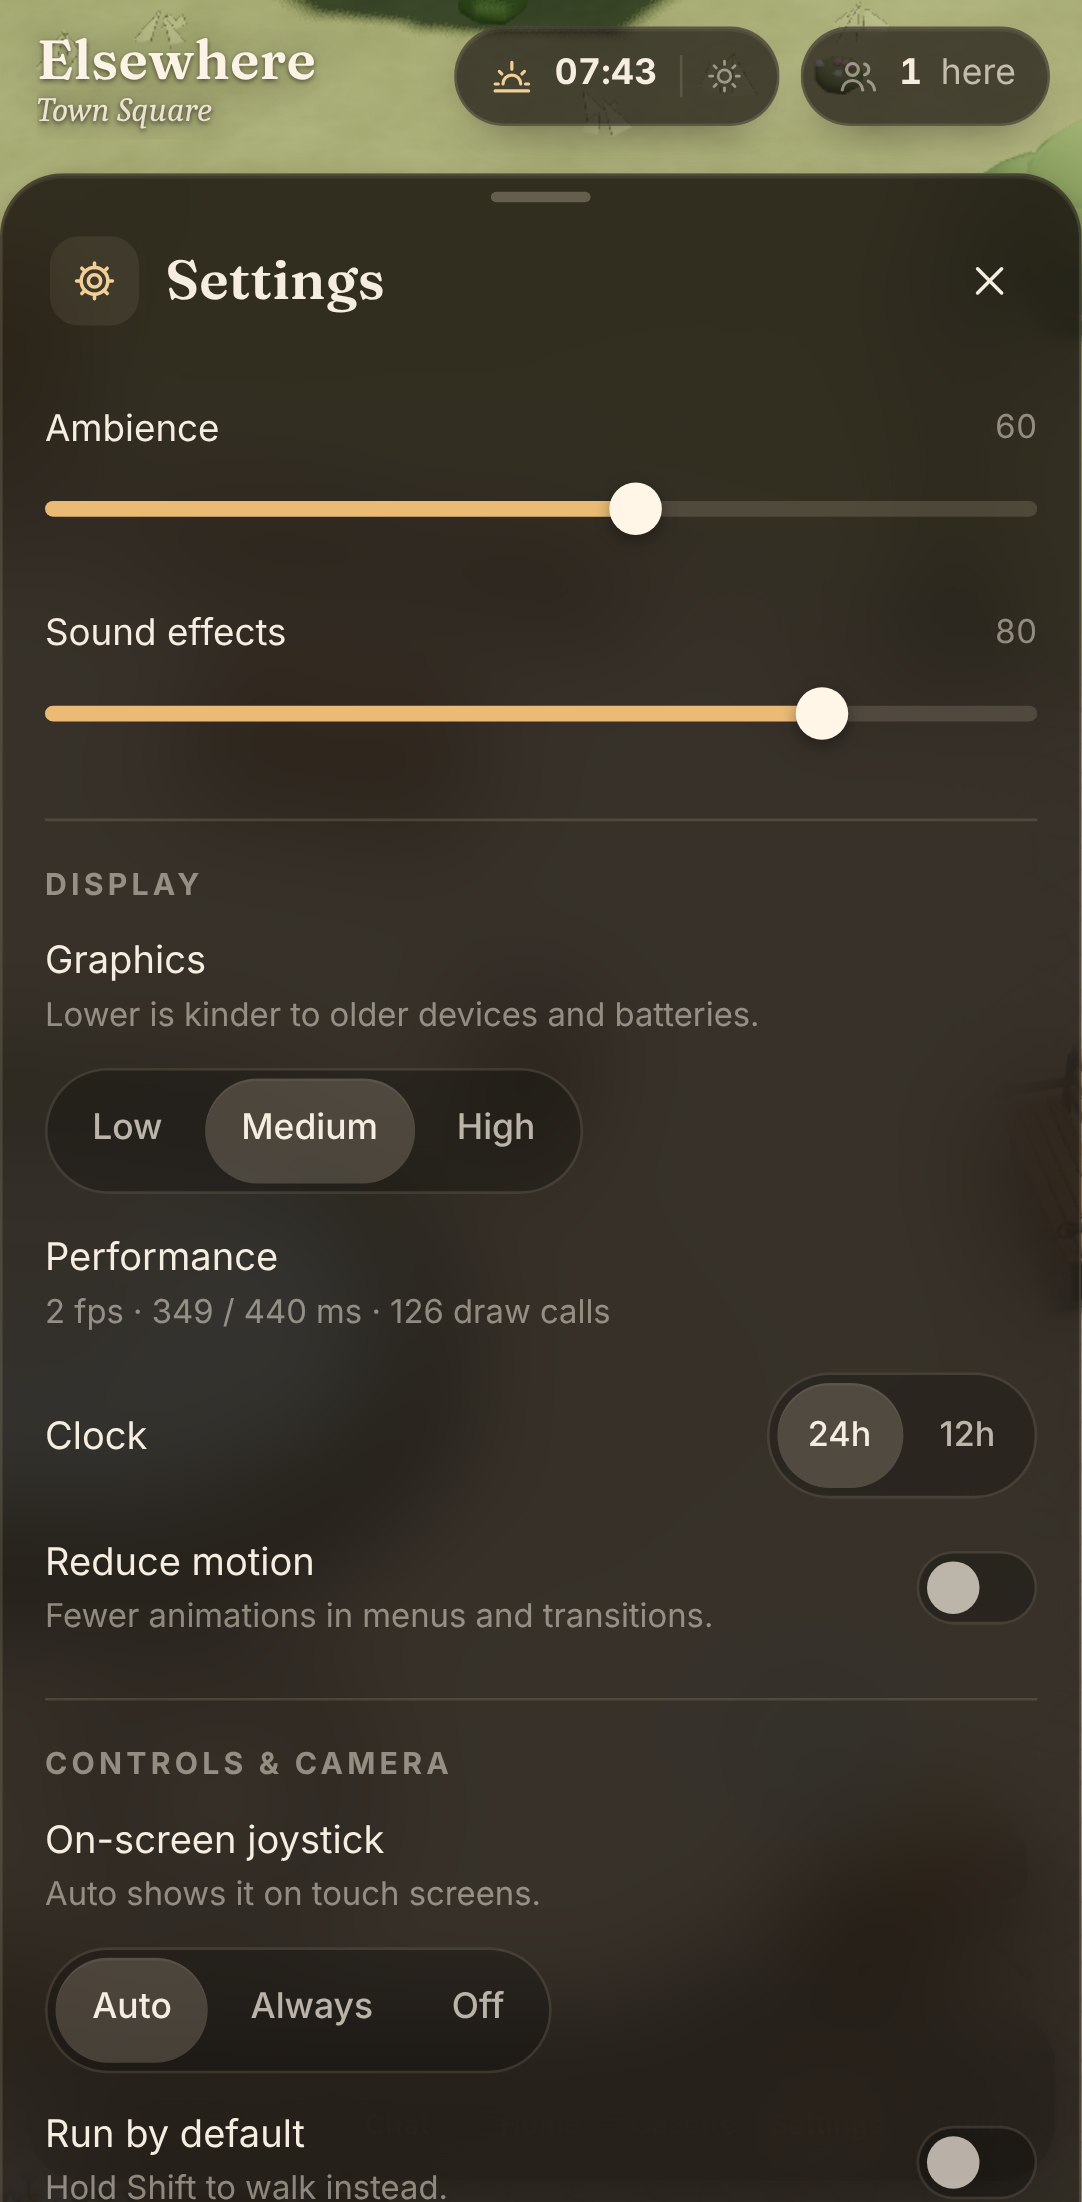 Elsewhere
Town Square
07:43
1 here
Settings
Ambience
60
Sound effects
80
DISPLAY
Graphics
Lower is kinder to older devices and batteries.
Low Medium High
Performance
2 fps · 349 / 440 ms · 126 draw calls
Clock
24h 12h
Reduce motion
Fewer animations in menus and transitions.
CONTROLS & CAMERA
On-screen joystick
Auto shows it on touch screens.
Auto Always Off
Run by default
Hold Shift to walk instead.